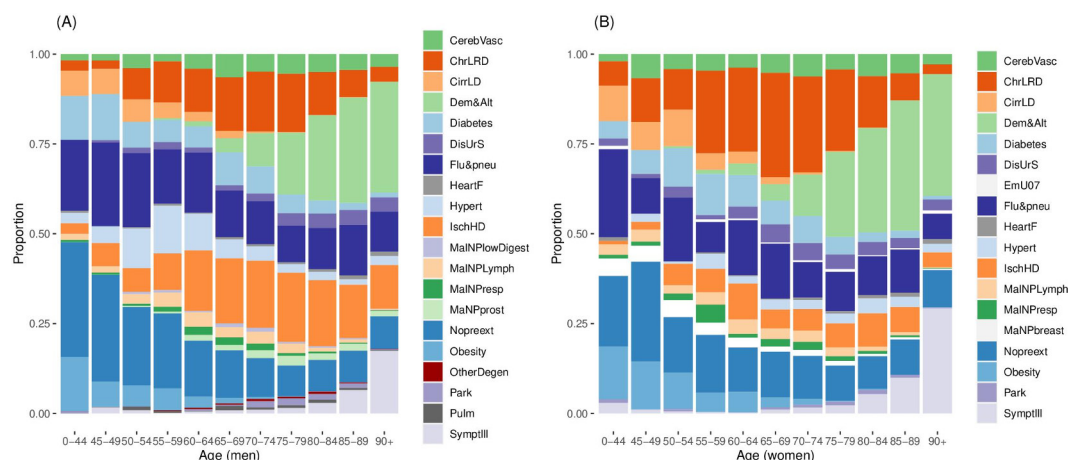 (A)
1.00
0.75
0.50
0.25
0.00
Proportion
0−44 45−49 50−54 55−59 60−64 65−69 70−74 75−79 80−84 85−89 90+
Age (men)
CerebVasc
ChrLRD
CirrLD
Dem&Alt
Diabetes
DisUrS
Flu&pneu
HeartF
Hypert
IschHD
MalNPlowDigest
MalNPLymph
MalNPresp
MaNPprost
Nopreext
Obesity
OtherDegen
Park
Pulm
SymptIll
(B)
1.00
0.75
0.50
0.25
0.00
Proportion
0−44 45−49 50−54 55−59 60−64 65−69 70−74 75−79 80−84 85−89 90+
Age (women)
CerebVasc
ChrLRD
CirrLD
Dem&Alt
Diabetes
DisUrS
EmU07
Flu&pneu
HeartF
Hypert
IschHD
MalNPLymph
MalNPresp
MaNPbreast
Nopreext
Obesity
Park
SymptIll